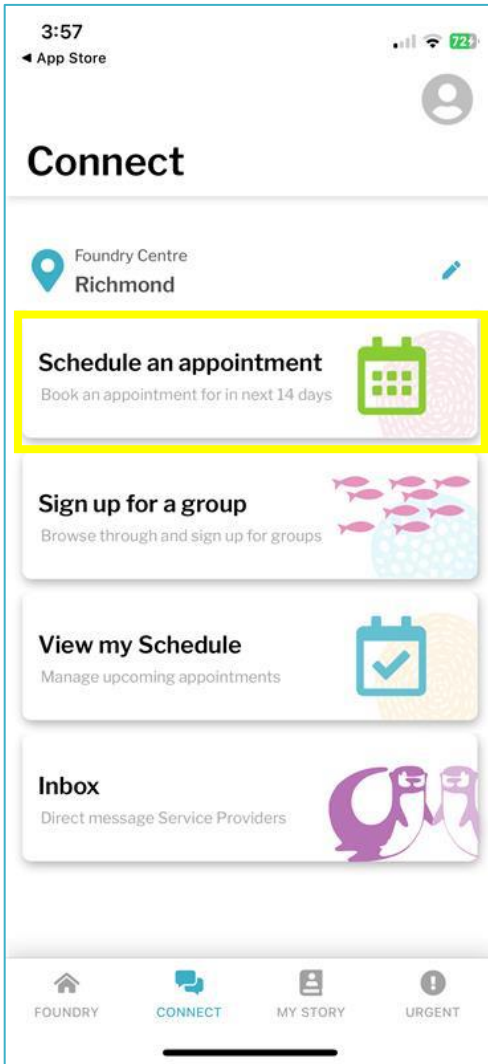 3:57
◀ App Store
72
Connect
Foundry Centre
Richmond
Schedule an appointment
Book an appointment for in next 14 days
Sign up for a group
Browse through and sign up for groups
View my Schedule
Manage upcoming appointments
Inbox
Direct message Service Providers
FOUNDRY CONNECT MY STORY URGENT